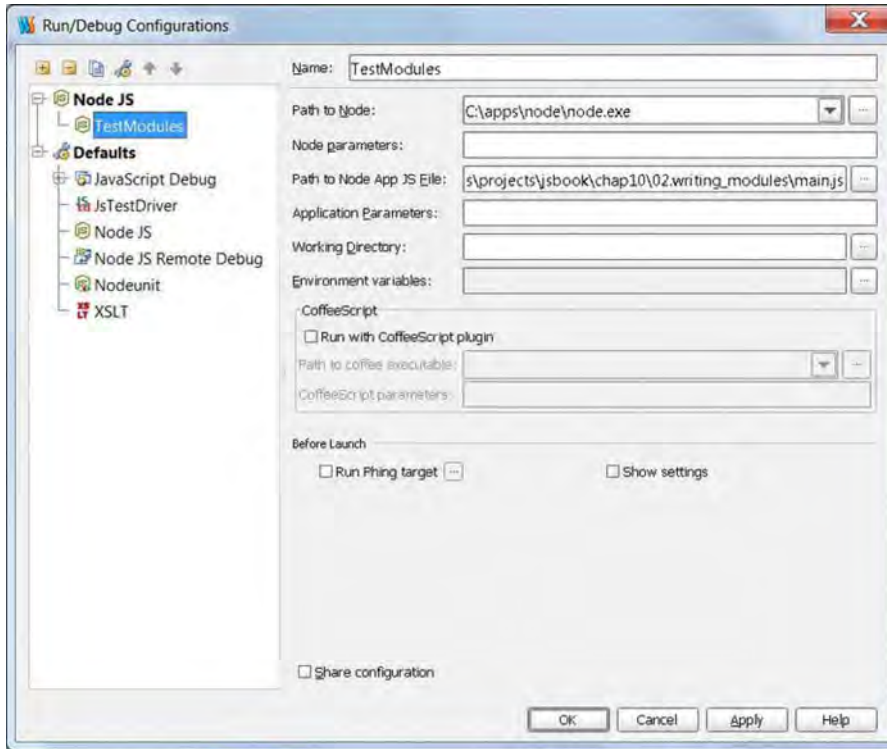 Run/Debug Configurations
Name: TestModules
Node JS
TestModules
Defaults
JavaScript Debug
JsTestDriver
Node JS
Node JS Remote Debug
Nodeunit
XSLT
Path to Node: C:\apps\node\node.exe
Node parameters:
Path to Node App JS File: s\projects\jsbook\chap10\02.writing_modules\main.js
Application Parameters:
Working Directory:
Environment variables:
CoffeeScript
Run with CoffeeScript plugin
Path to coffee executable:
CoffeeScript parameters:
Before Launch
Run Phing target ... Show settings
Share configuration
OK Cancel Apply Help